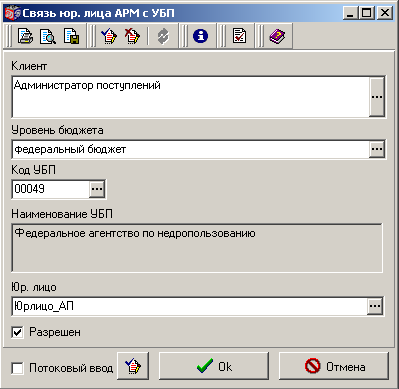 Связь юр. лица АРМ с УБП
Клиент
Администратор поступлений
Уровень бюджета
федеральный бюджет
Код УБП
00049
Наименование УБП
Федеральное агентство по недропользованию
Юр. лицо
Юрлицо_АП
Разрешен
Потоковый ввод
Ok
Отмена